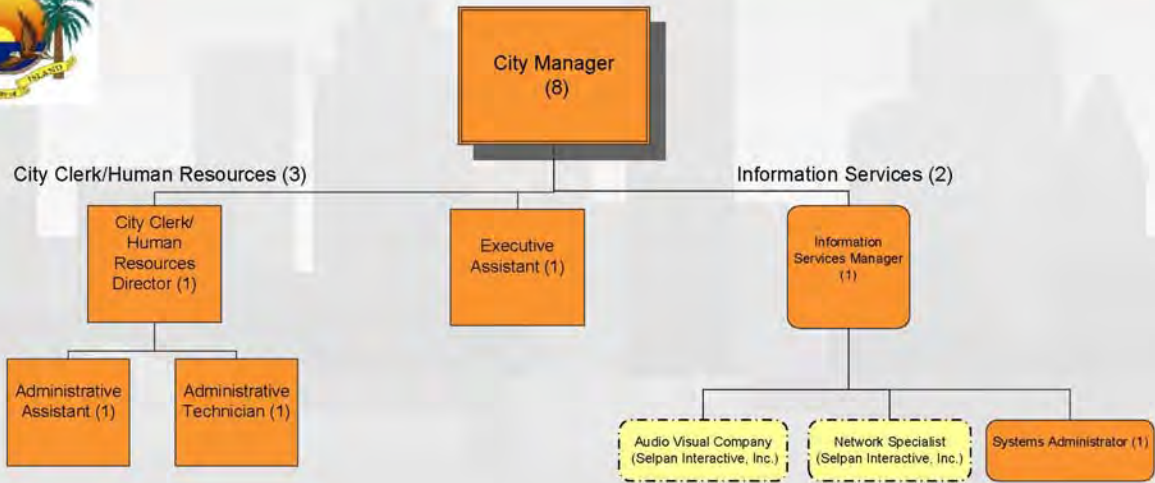 ISLAND
City Manager
(8)
City Clerk/Human Resources (3)
Information Services (2)
City Clerk/
Human
Resources
Director (1)
Executive
Assistant (1)
Information
Services Manager
(1)
Administrative
Assistant (1)
Administrative
Technician (1)
Audio Visual Company
(Selpan Interactive, Inc.)
Network Specialist
(Selpan Interactive, Inc.)
Systems Administrator (1)